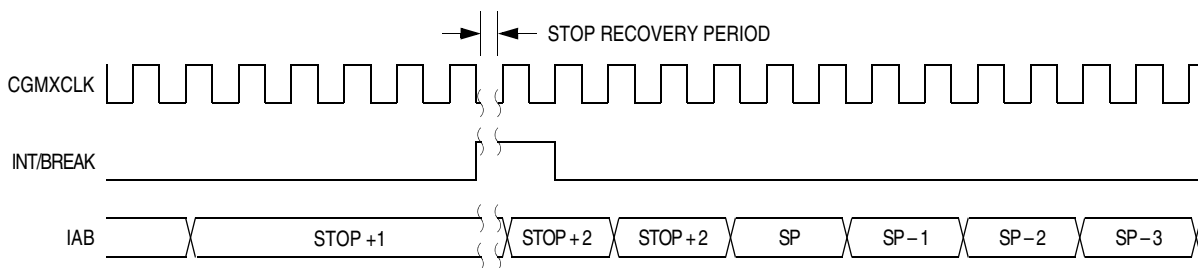 STOP RECOVERY PERIOD
CGMXCLK
INT/BREAK
IAB STOP +1 STOP + 2 STOP + 2 SP SP – 1 SP – 2 SP – 3